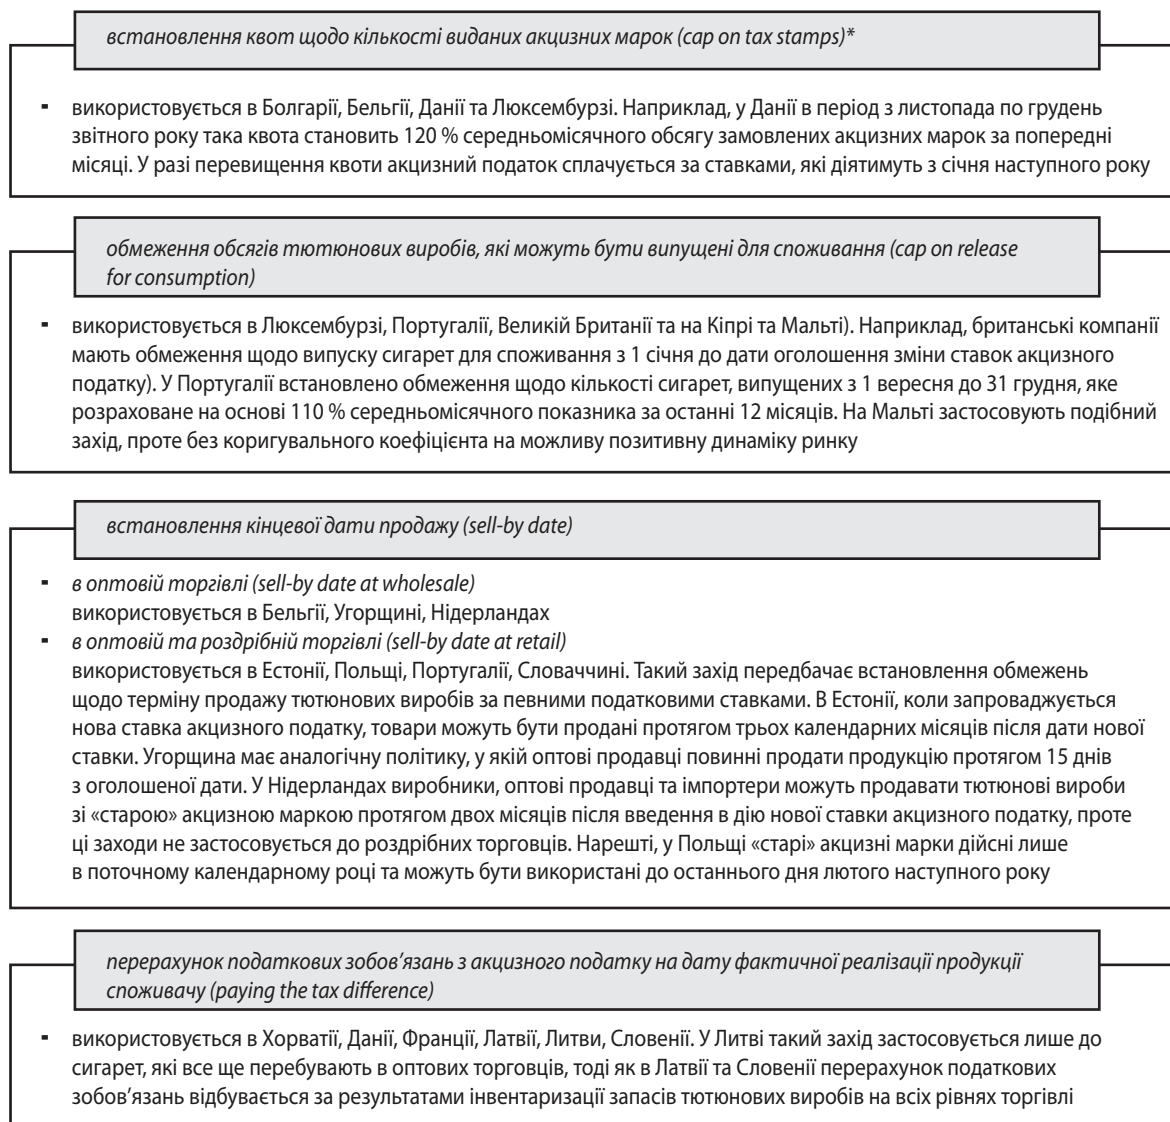 встановлення квот щодо кількості виданих акцизних марок (cap on tax stamps)*
- використовується в Болгарії, Бельгії, Данії та Люксембурзі. Наприклад, у Данії в період з листопада по грудень
звітного року така квота становить 120 % середньомісячного обсягу замовлених акцизних марок за попередні
місяці. У разі перевищення квоти акцизний податок сплачується за ставками, які діятимуть з січня наступного року
обмеження обсягів тютюнових виробів, які можуть бути випущені для споживання (cap on release
for consumption)
- використовується в Люксембурзі, Португалії, Великій Британії та на Кіпрі та Мальті). Наприклад, британські компанії
мають обмеження щодо випуску сигарет для споживання з 1 січня до дати оголошення зміни ставок акцизного
податку). У Португалії встановлено обмеження щодо кількості сигарет, випущених з 1 вересня до 31 грудня, яке
розраховане на основі 110 % середньомісячного показника за останні 12 місяців. На Мальті застосовують подібний
захід, проте без коригувального коефіцієнта на можливу позитивну динаміку ринку
встановлення кінцевої дати продажу (sell-by date)
- в оптовій торгівлі (sell-by date at wholesale)
використовується в Бельгії, Угорщині, Нідерландах
- в оптовій та роздрібній торгівлі (sell-by date at retail)
використовується в Естонії, Польщі, Португалії, Словаччині. Такий захід передбачає встановлення обмежень
щодо терміну продажу тютюнових виробів за певними податковими ставками. В Естонії, коли запроваджується
нова ставка акцизного податку, товари можуть бути продані протягом трьох календарних місяців після дати нової
ставки. Угорщина має аналогічну політику, у якій оптові продавці повинні продати продукцію протягом 15 днів
з оголошеної дати. У Нідерландах виробники, оптові продавці та імпортери можуть продавати тютюнові вироби
зі «старою» акцизною маркою протягом двох місяців після введення в дію нової ставки акцизного податку, проте
ці заходи не застосовується до роздрібних торговців. Нарешті, у Польщі «старі» акцизні марки дійсні лише
в поточному календарному році та можуть бути використані до останнього дня лютого наступного року
перерахунок податкових зобов'язань з акцизного податку на дату фактичної реалізації продукції
споживачу (paying the tax difference)
- використовується в Хорватії, Данії, Франції, Латвії, Литви, Словенії. У Литві такий захід застосовується лише до
сигарет, які все ще перебувають в оптових торговців, тоді як в Латвії та Словенії перерахунок податкових
зобов'язань відбувається за результатами інвентаризації запасів тютюнових виробів на всіх рівнях торгівлі